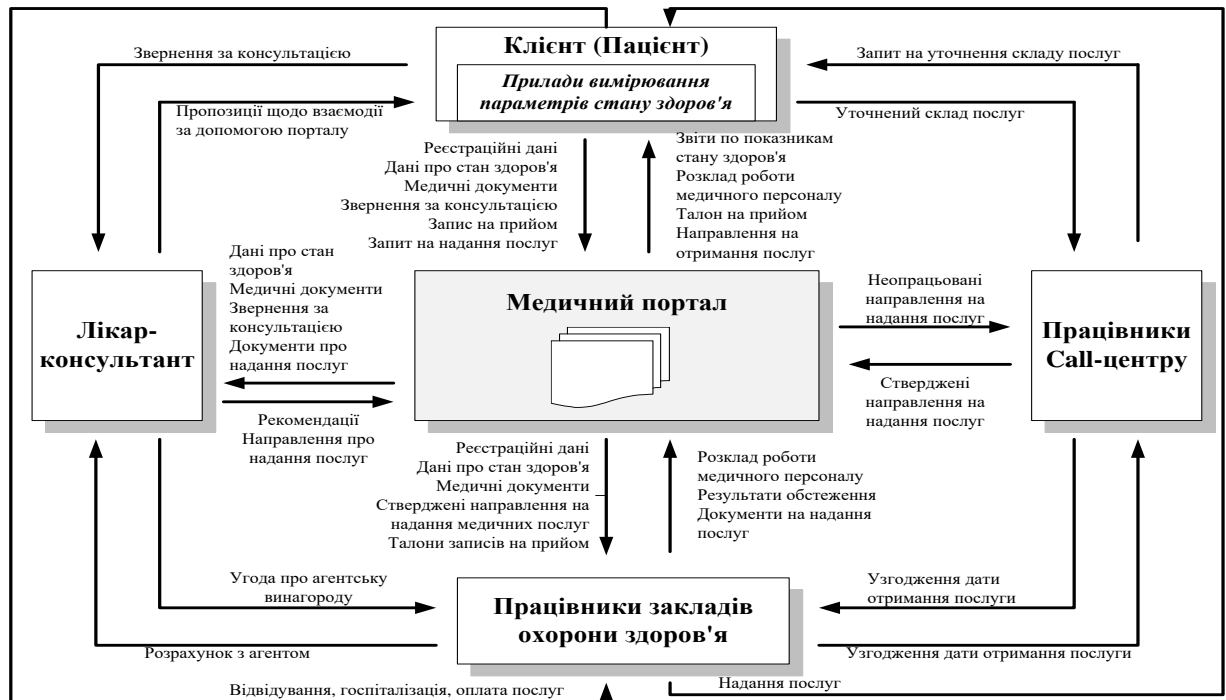 Клієнт (Пацієнт)
Прилади вимірювання
параметрів стану здоров'я
Звернення за консультацією
Запит на уточнення складу послуг
Пропозиції щодо взаємодії
за допомогою порталу
Уточнений склад послуг
Реєстраційні дані
Дані про стан здоров'я
Медичні документи
Звернення за консультацією
Запис на прийом
Запит на надання послуг
Звіти по показникам
стану здоров'я
Розклад роботи
медичного персоналу
Талон на прийом
Направлення на
отримання послуг
Дані про стан
здоров'я
Медичні документи
Звернення за
консультацією
Документи про
надання послуг
Лікар-
консультант
Медичний портал
Неопрацьовані
направлення на
надання послуг
Працівники
Call-центру
Стверджені
направлення на
надання послуг
Рекомендації
Направлення про
надання послуг
Реєстраційні дані
Дані про стан здоров'я
Медичні документи
Стверджені направлення на
надання медичних послуг
Талони записів на прийом
Розклад роботи
медичного персоналу
Результати обстеження
Документи на надання
послуг
Угода про агентську
винагороду
Узгодження дати
отримання послуги
Працівники закладів
охорони здоров'я
Розрахунок з агентом
Узгодження дати отримання послуги
Відвідування, госпіталізація, оплата послуг
Надання послуг